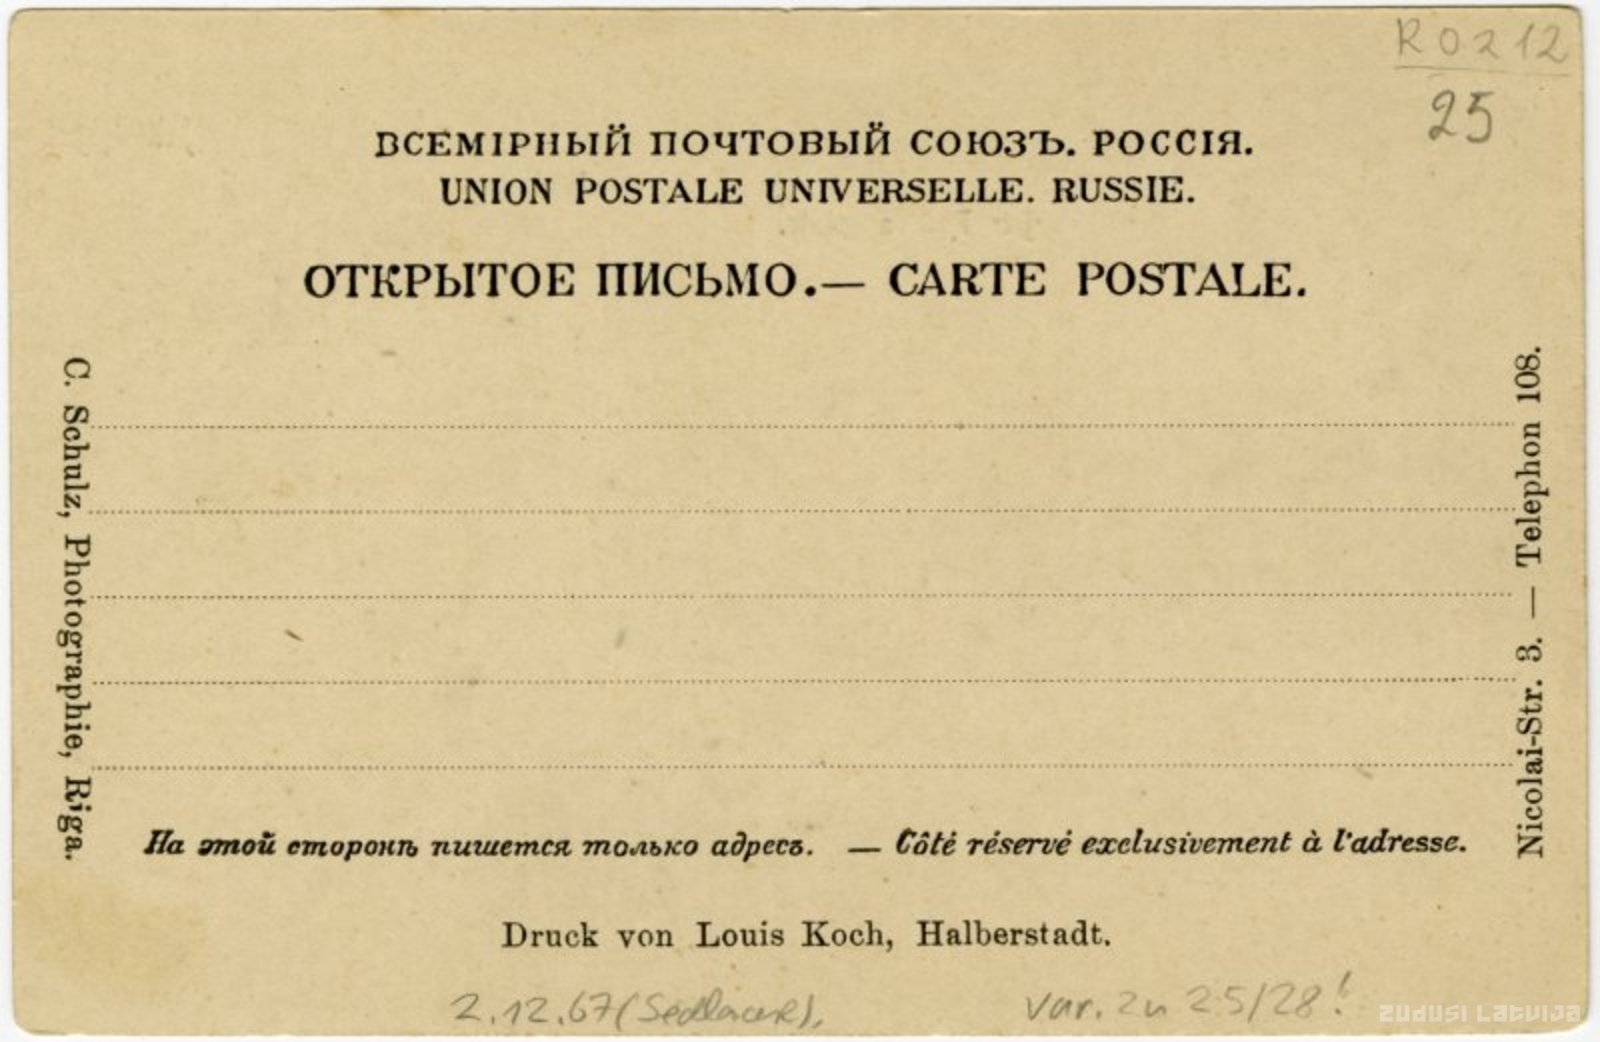 R0212
25
ВСЕМІРНЫЙ ПОЧТОВЫЙ СОЮЗЪ. РОССІЯ.
UNION POSTALE UNIVERSELLE. RUSSIE.
ОТКРЫТОЕ ПИСЬМО.— CARTE POSTALE.
C. Schulz, Photographie, Riga.
Nicolai-Str. 3. — Telephon 108.
На этой сторонѣ пишется только адресъ. — Côté réservé exclusivement à l'adresse.
Druck von Louis Koch, Halberstadt.
2.12.67 (Sedlacek).
var. zu 25/28!
ZUDUSI LATVIJA